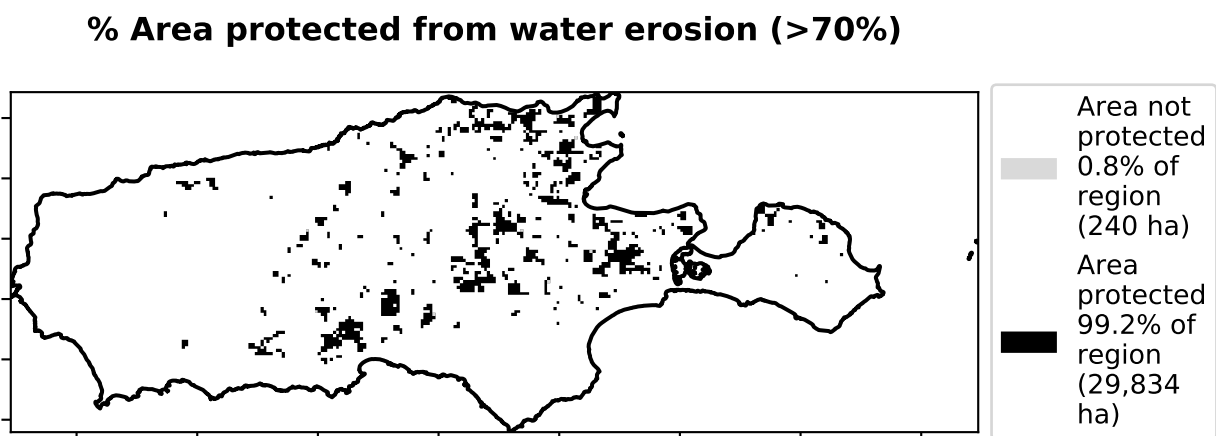 % Area protected from water erosion (>70%)
Area not
protected
0.8% of
region
(240 ha)
Area
protected
99.2% of
region
(29,834
ha)